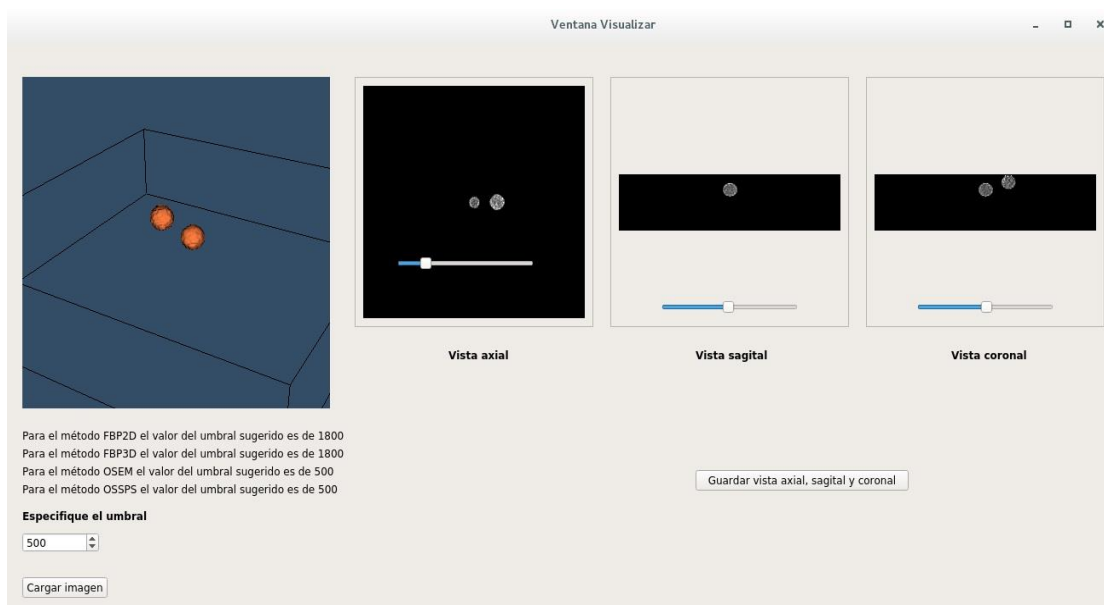 Ventana Visualizar
Vista axial
Vista sagital
Vista coronal
Para el método FBP2D el valor del umbral sugerido es de 1800
Para el método FBP3D el valor del umbral sugerido es de 1800
Para el método OSEM el valor del umbral sugerido es de 500
Para el método OSSPS el valor del umbral sugerido es de 500
Guardar vista axial, sagital y coronal
Especifique el umbral
500
Cargar imagen